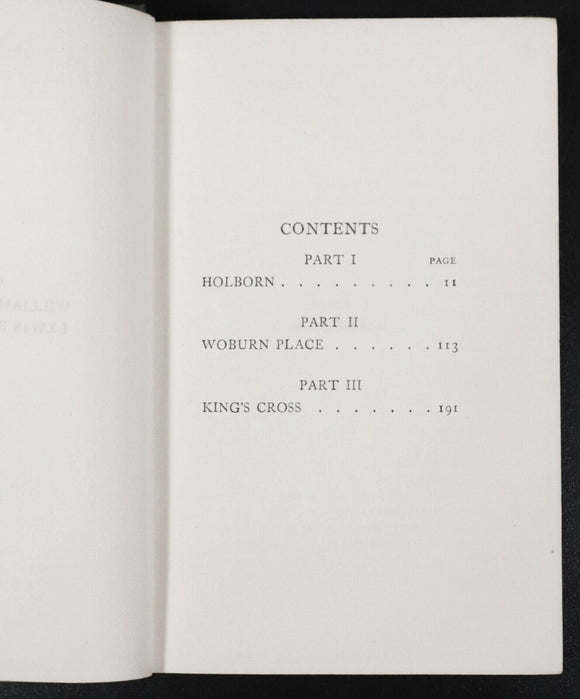 CONTENTS
PART I PAGE
HOLBORN . . . . . . . . . 11
PART II
WOBURN PLACE . . . . . . 113
PART III
KING'S CROSS . . . . . . . 191